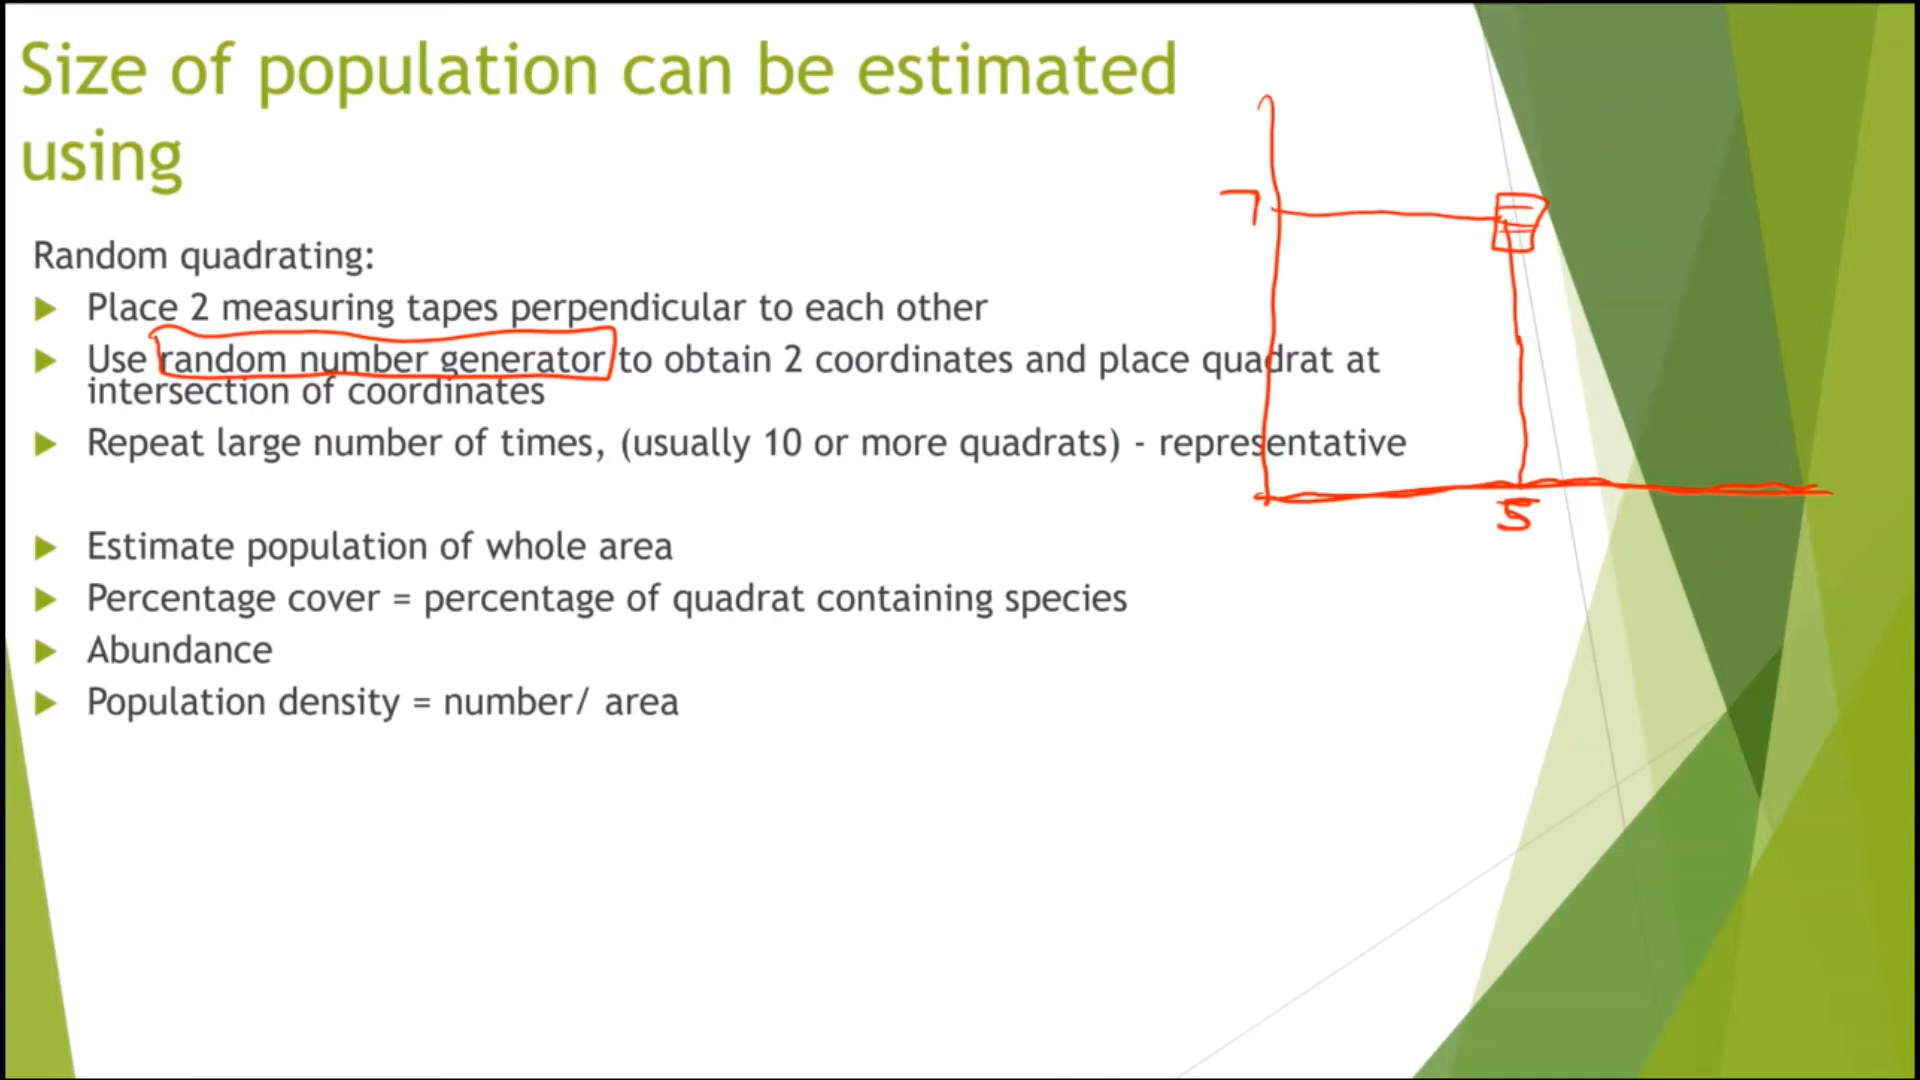 Size of population can be estimated
using
Random quadrating:
Place 2 measuring tapes perpendicular to each other
Use random number generator to obtain 2 coordinates and place quadrat at
intersection of coordinates
Repeat large number of times, (usually 10 or more quadrats) - representative
Estimate population of whole area
Percentage cover = percentage of quadrat containing species
Abundance
Population density = number/ area
7
5